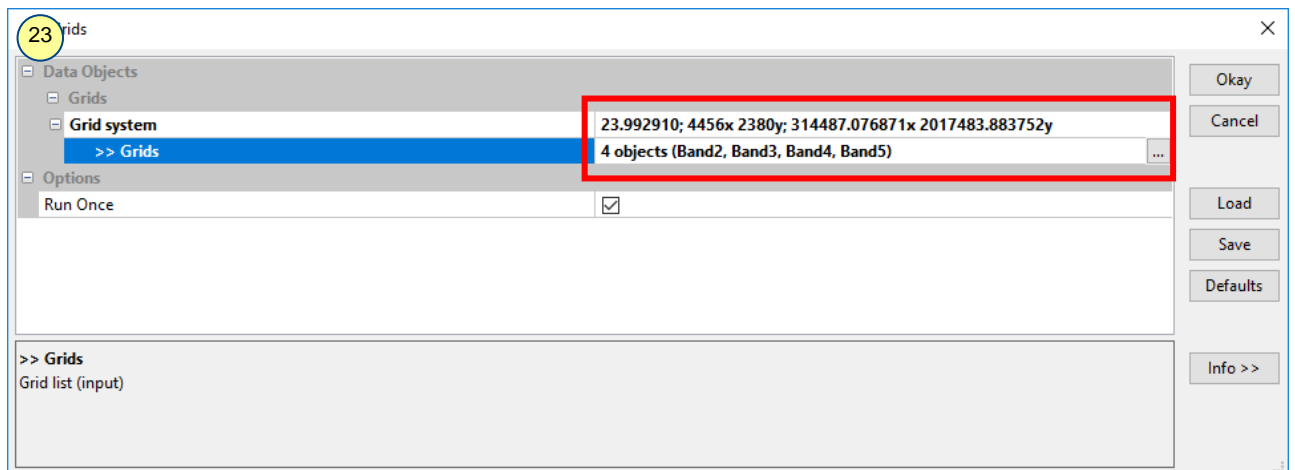 23 rids
Data Objects
Grids
Grid system 23.992910; 4456x 2380y; 314487.076871x 2017483.883752y
>> Grids 4 objects (Band2, Band3, Band4, Band5) ...
Options
Run Once
Okay
Cancel
Load
Save
Defaults
Info >>
>> Grids
Grid list (input)